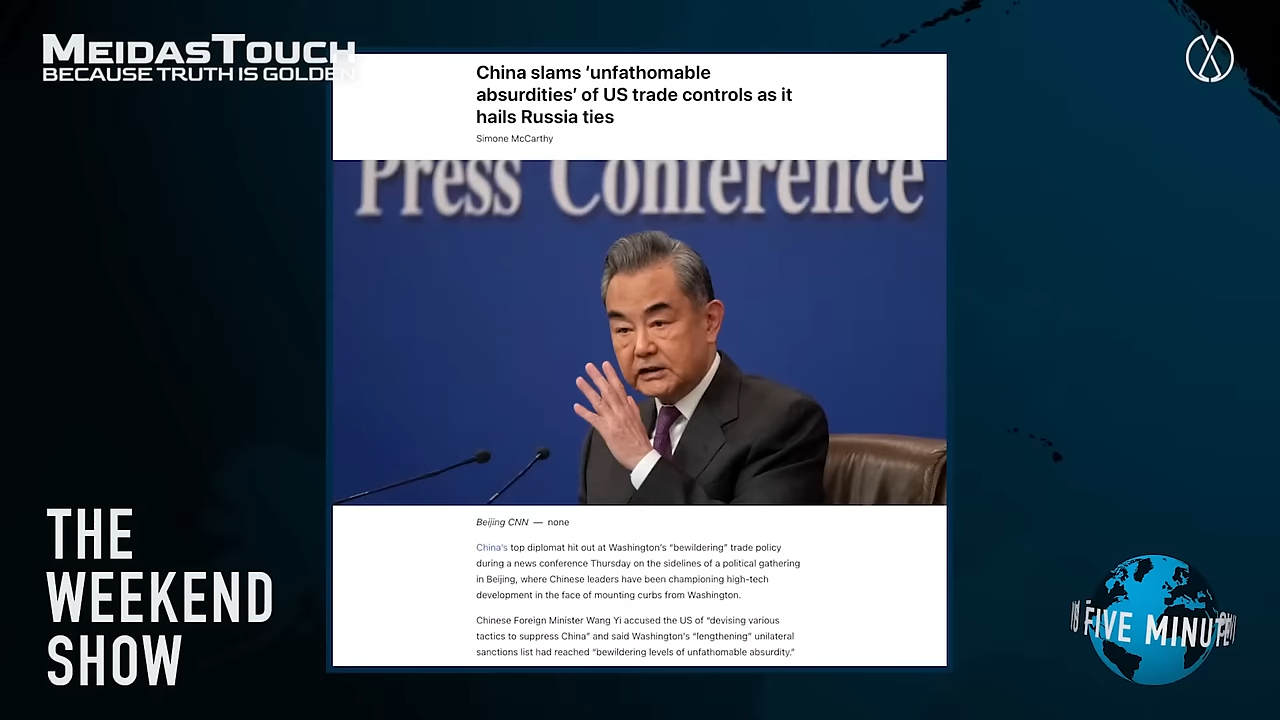 MEIDASTOUCH
BECAUSE TRUTH IS GOLDEN
China slams ‘unfathomable
absurdities’ of US trade controls as it
hails Russia ties
Simone McCarthy
Press Conference
Beijing CNN — none
China's top diplomat hit out at Washington's “bewildering” trade policy
during a news conference Thursday on the sidelines of a political gathering
in Beijing, where Chinese leaders have been championing high-tech
development in the face of mounting curbs from Washington.
Chinese Foreign Minister Wang Yi accused the US of “devising various
tactics to suppress China” and said Washington's “lengthening” unilateral
sanctions list had reached “bewildering levels of unfathomable absurdity.”
THE
WEEKEND
SHOW
FIVE MINUT